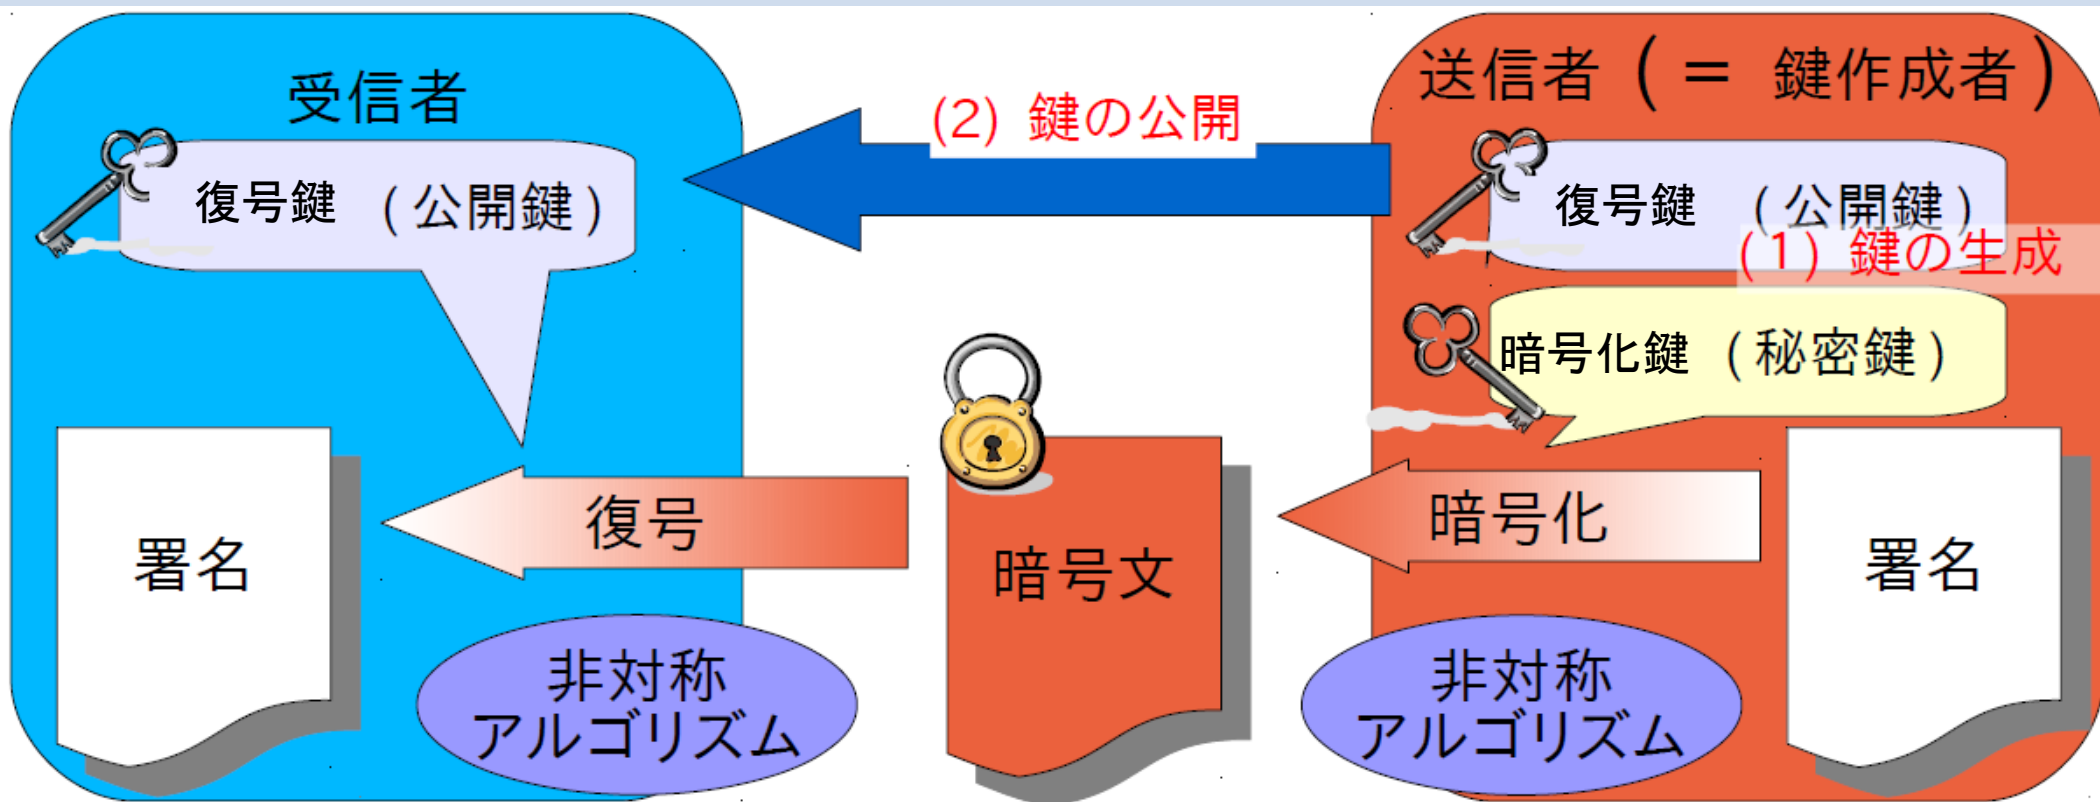 受信者
送信者 ( = 鍵作成者 )
(2) 鍵の公開
復号鍵 ( 公開鍵 )
復号鍵 ( 公開鍵 )
(1) 鍵の生成
暗号化鍵 ( 秘密鍵 )
署名
復号
暗号文
暗号化
署名
非対称
アルゴリズム
非対称
アルゴリズム